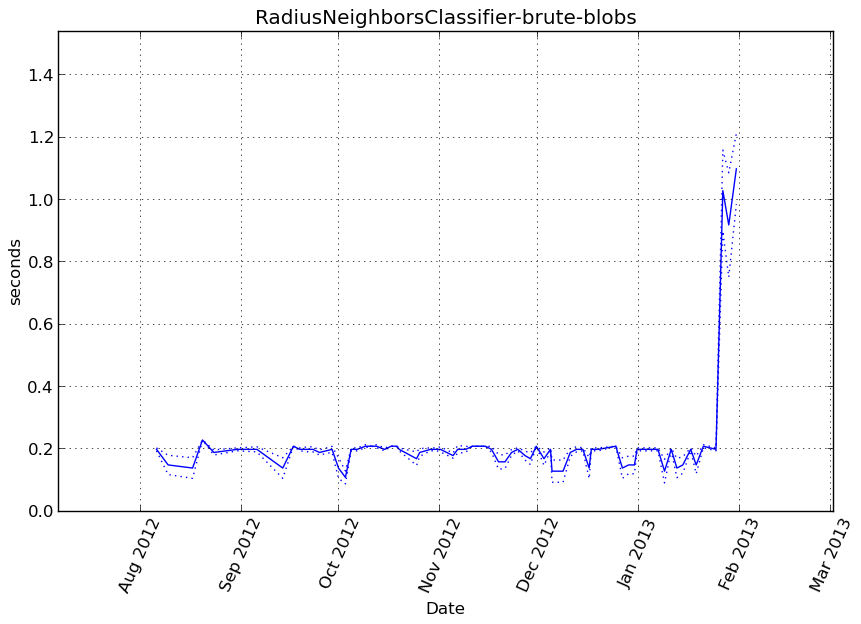 RadiusNeighborsClassifier-brute-blobs
1.4
1.2
1.0
0.8
0.6
0.4
0.2
0.0
seconds
Aug 2012
Sep 2012
Oct 2012
Nov 2012
Dec 2012
Jan 2013
Feb 2013
Mar 2013
Date